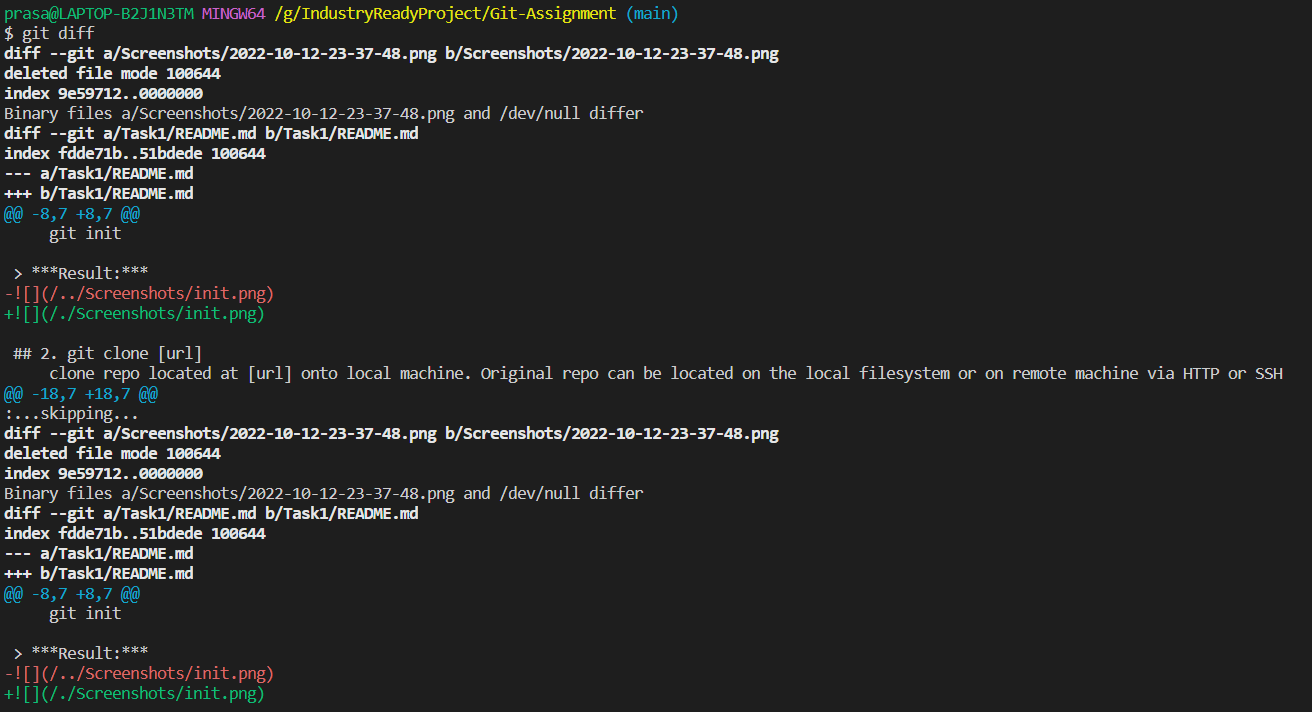 prasa@LAPTOP-B2J1N3TM MINGW64 /g/IndustryReadyProject/Git-Assignment (main)
$ git diff
diff --git a/Screenshots/2022-10-12-23-37-48.png b/Screenshots/2022-10-12-23-37-48.png
deleted file mode 100644
index 9e59712..0000000
Binary files a/Screenshots/2022-10-12-23-37-48.png and /dev/null differ
diff --git a/Task1/README.md b/Task1/README.md
index fdde71b..51bdede 100644
--- a/Task1/README.md
+++ b/Task1/README.md
@@ -8,7 +8,7 @@
     git init

 > ***Result:***
-![](/../Screenshots/init.png)
+![](/./Screenshots/init.png)

 ## 2. git clone [url]
     clone repo located at [url] onto local machine. Original repo can be located on the local filesystem or on remote machine via HTTP or SSH
@@ -18,7 +18,7 @@
:...skipping...
diff --git a/Screenshots/2022-10-12-23-37-48.png b/Screenshots/2022-10-12-23-37-48.png
deleted file mode 100644
index 9e59712..0000000
Binary files a/Screenshots/2022-10-12-23-37-48.png and /dev/null differ
diff --git a/Task1/README.md b/Task1/README.md
index fdde71b..51bdede 100644
--- a/Task1/README.md
+++ b/Task1/README.md
@@ -8,7 +8,7 @@
     git init

 > ***Result:***
-![](/../Screenshots/init.png)
+![](/./Screenshots/init.png)